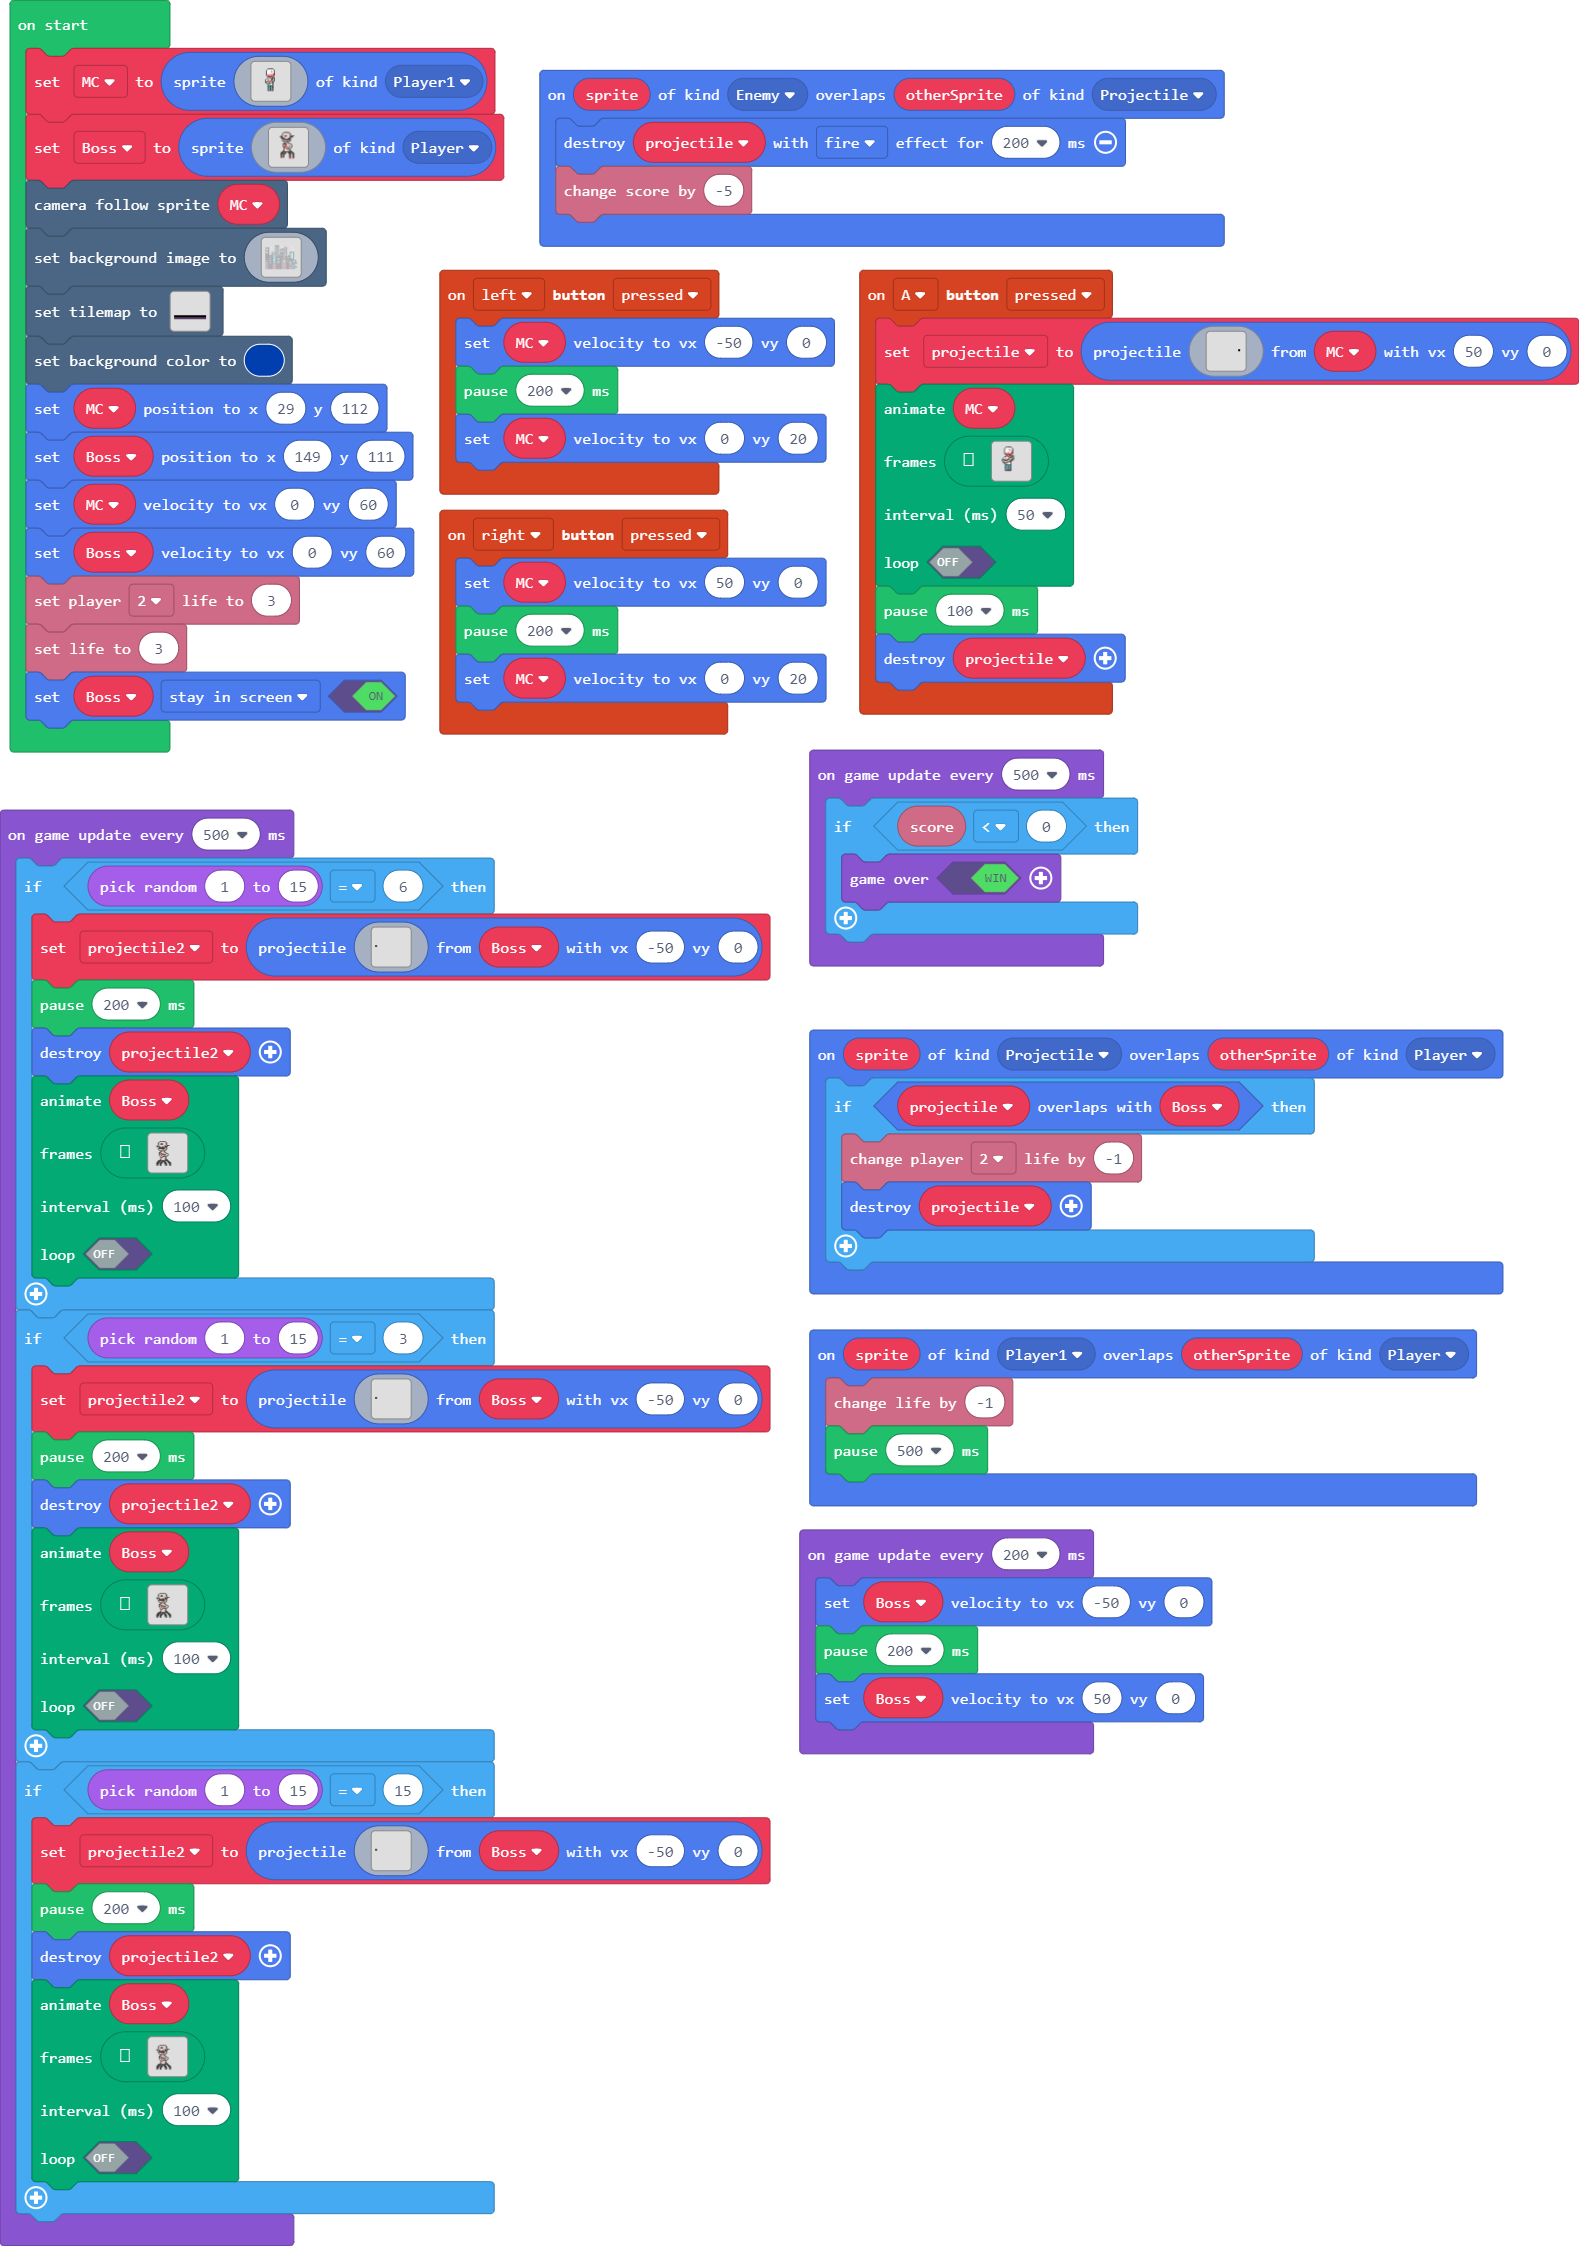 on start
set MC to sprite of kind Player1
set Boss to sprite of kind Player
camera follow sprite MC
set background image to
set tilemap to
set background color to
set MC position to x 29 y 112
set Boss position to x 149 y 111
set MC velocity to vx 0 vy 60
set Boss velocity to vx 0 vy 60
set player 2 life to 3
set life to 3
set Boss stay in screen ON
on sprite of kind Enemy overlaps otherSprite of kind Projectile
destroy projectile with fire effect for 200 ms
change score by -5
on left button pressed
set MC velocity to vx -50 vy 0
pause 200 ms
set MC velocity to vx 0 vy 20
on right button pressed
set MC velocity to vx 50 vy 0
pause 200 ms
set MC velocity to vx 0 vy 20
on A button pressed
set projectile to projectile from MC with vx 50 vy 0
animate MC
frames
interval (ms) 50
loop OFF
pause 100 ms
destroy projectile
on game update every 500 ms
if pick random 1 to 15 = 6 then
set projectile2 to projectile from Boss with vx -50 vy 0
pause 200 ms
destroy projectile2
animate Boss
frames
interval (ms) 100
loop OFF
if pick random 1 to 15 = 3 then
set projectile2 to projectile from Boss with vx -50 vy 0
pause 200 ms
destroy projectile2
animate Boss
frames
interval (ms) 100
loop OFF
if pick random 1 to 15 = 15 then
set projectile2 to projectile from Boss with vx -50 vy 0
pause 200 ms
destroy projectile2
animate Boss
frames
interval (ms) 100
loop OFF
on game update every 500 ms
if score < 0 then
game over WIN
on sprite of kind Projectile overlaps otherSprite of kind Player
if projectile overlaps with Boss then
change player 2 life by -1
destroy projectile
on sprite of kind Player1 overlaps otherSprite of kind Player
change life by -1
pause 500 ms
on game update every 200 ms
set Boss velocity to vx -50 vy 0
pause 200 ms
set Boss velocity to vx 50 vy 0